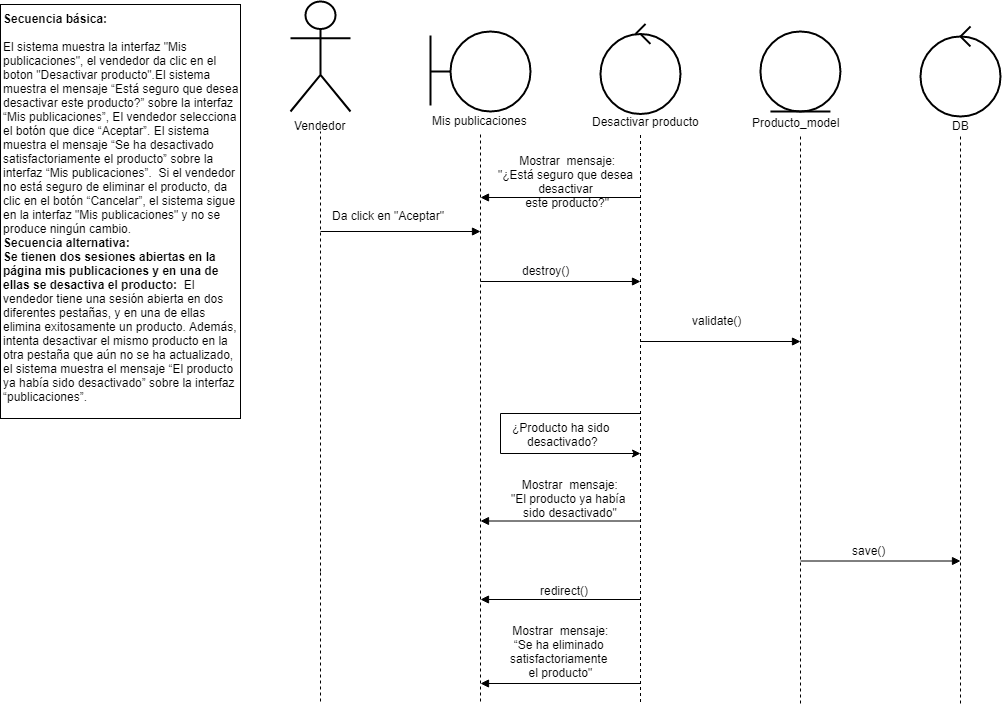 Secuencia básica:
El sistema muestra la interfaz "Mis
publicaciones", el vendedor da clic en el
boton "Desactivar producto".El sistema
muestra el mensaje “Está seguro que desea
desactivar este producto?” sobre la interfaz
“Mis publicaciones”, El vendedor selecciona
el botón que dice “Aceptar”. El sistema
muestra el mensaje “Se ha desactivado
satisfactoriamente el producto” sobre la
interfaz “Mis publicaciones”.  Si el vendedor
no está seguro de eliminar el producto, da
clic en el botón “Cancelar”, el sistema sigue
en la interfaz "Mis publicaciones" y no se
produce ningún cambio.
Secuencia alternativa:
Se tienen dos sesiones abiertas en la
página mis publicaciones y en una de
ellas se desactiva el producto:  El
vendedor tiene una sesión abierta en dos
diferentes pestañas, y en una de ellas
elimina exitosamente un producto. Además,
intenta desactivar el mismo producto en la
otra pestaña que aún no se ha actualizado,
el sistema muestra el mensaje “El producto
ya había sido desactivado” sobre la interfaz
“publicaciones”.
Vendedor
Mis publicaciones
Desactivar producto
Producto_model
DB
Mostrar  mensaje:
"¿Está seguro que desea
desactivar
este producto?"
Da click en "Aceptar"
destroy()
validate()
¿Producto ha sido
desactivado?
Mostrar  mensaje:
"El producto ya había
sido desactivado"
save()
redirect()
Mostrar  mensaje:
“Se ha eliminado
satisfactoriamente
el producto”